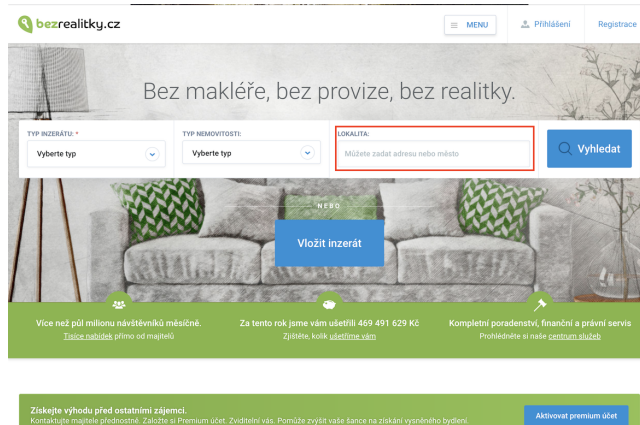 bezrealitky.cz
MENU
Přihlášení
Registrace
Bez makléře, bez provize, bez realitky.
TYP INZERÁTU: *
TYP NEMOVITOSTI:
LOKALITA:
Vyberte typ
Vyberte typ
Můžete zadat adresu nebo město
Vyhledat
NEBO
Vložit inzerát
Více než půl milionu návštěvníků měsíčně.
Tisíce nabídek přímo od majitelů
Za tento rok jsme vám ušetřili 469 491 629 Kč
Zjištěte, kolik ušetříme vám
Kompletní poradenství, finanční a právní servis
Prohlédněte si naše centrum služeb
Získejte výhodu před ostatními zájemci.
Kontaktujte majitele přednostně. Založte si Premium účet. Zviditelní vás. Pomůže zvýšit vaše šance na získání vysněného bydlení.
Aktivovat premium účet